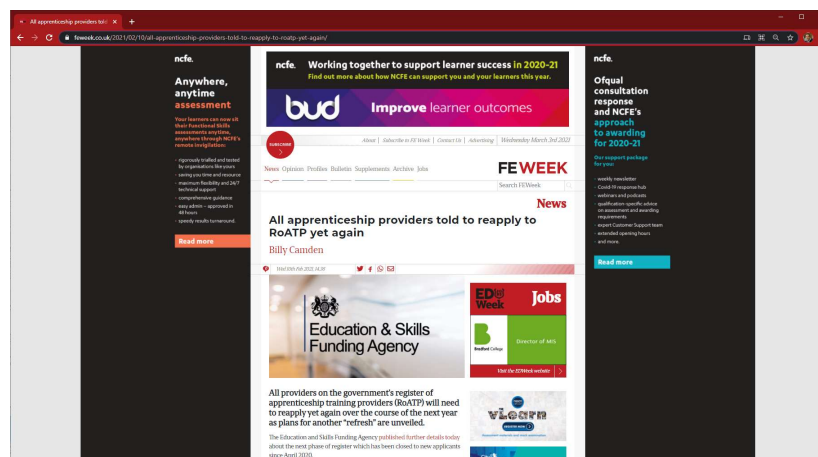 All apprenticeship providers told
feweek.co.uk/2021/02/10/all-apprenticeship-providers-told-to-reapply-to-roatp-yet-again/
ncfe.
Anywhere,
anytime
assessment
Your learners can now sit
their Functional Skills
assessments anytime,
anywhere through NCFE's
remote invigilation:
- rigorously trialled and tested
by organisations like yours
- saving you time and resource
- maximum flexibility and 24/7
technical support
- comprehensive guidance
- easy admin – approved in
48 hours
- speedy results turnaround.
Read more
ncfe. Working together to support learner success in 2020-21
Find out more about how NCFE can support you and your learners this year.
bud Improve learner outcomes
SUBSCRIBE
About | Subscribe to FE Week | Contact Us | Advertising Wednesday March 3rd 2021
News Opinion Profiles Bulletin Supplements Archive Jobs
FEWEEK
Search FEWeek
News
All apprenticeship providers told to reapply to
RoATP yet again
Billy Camden
Wed 10th Feb 2021, 14.30
Education & Skills
Funding Agency
EDWeek Jobs
Bradford College
Director of MIS
Visit the EDWeek website
vLearn
REGISTER NOW
All providers on the government's register of
apprenticeship training providers (RoATP) will need
to reapply yet again over the course of the next year
as plans for another "refresh" are unveiled.
The Education and Skills Funding Agency published further details today
about the next phase of register which has been closed to new applicants
since April 2020.
ncfe.
Ofqual
consultation
response
and NCFE's
approach
to awarding
for 2020-21
Our support package
for you:
- weekly newsletter
- Covid-19 response hub
- webinars and podcasts
- qualification-specific advice
on assessment and awarding
requirements
- expert Customer Support team
- extended opening hours
- and more.
Read more